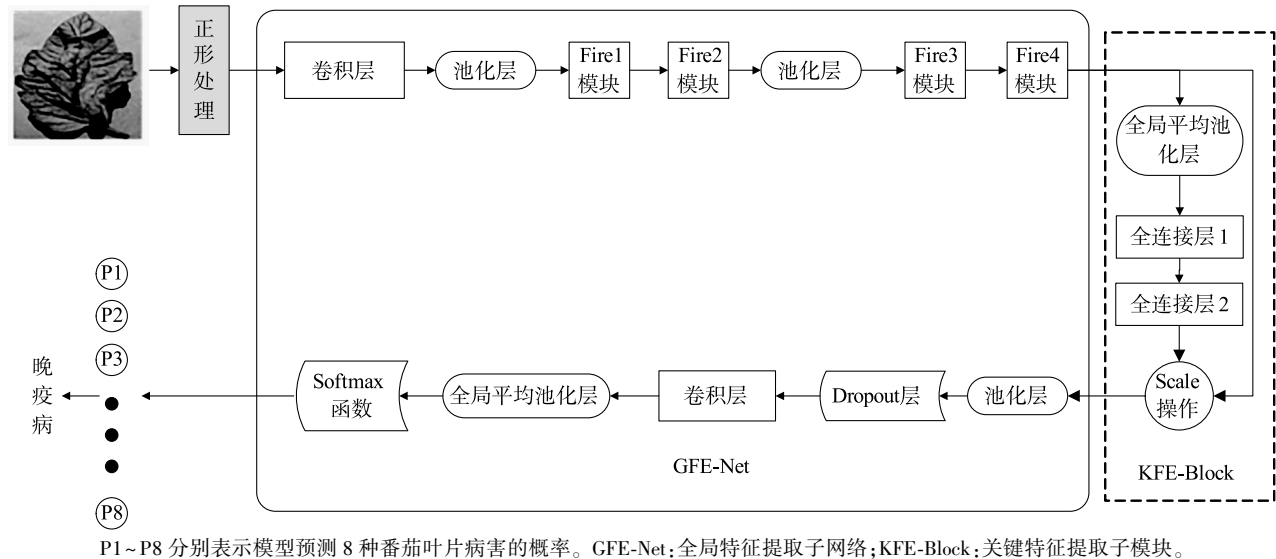 正形处理
卷积层
池化层
Fire1
模块
Fire2
模块
池化层
Fire3
模块
Fire4
模块
全局平均池
化层
全连接层 1
全连接层 2
Scale
操作
KFE-Block
池化层
Dropout层
卷积层
全局平均池化层
Softmax
函数
GFE-Net
P1
P2
P3
P8
晚疫病
P1~P8 分别表示模型预测 8 种番茄叶片病害的概率。GFE-Net:全局特征提取子网络;KFE-Block:关键特征提取子模块。